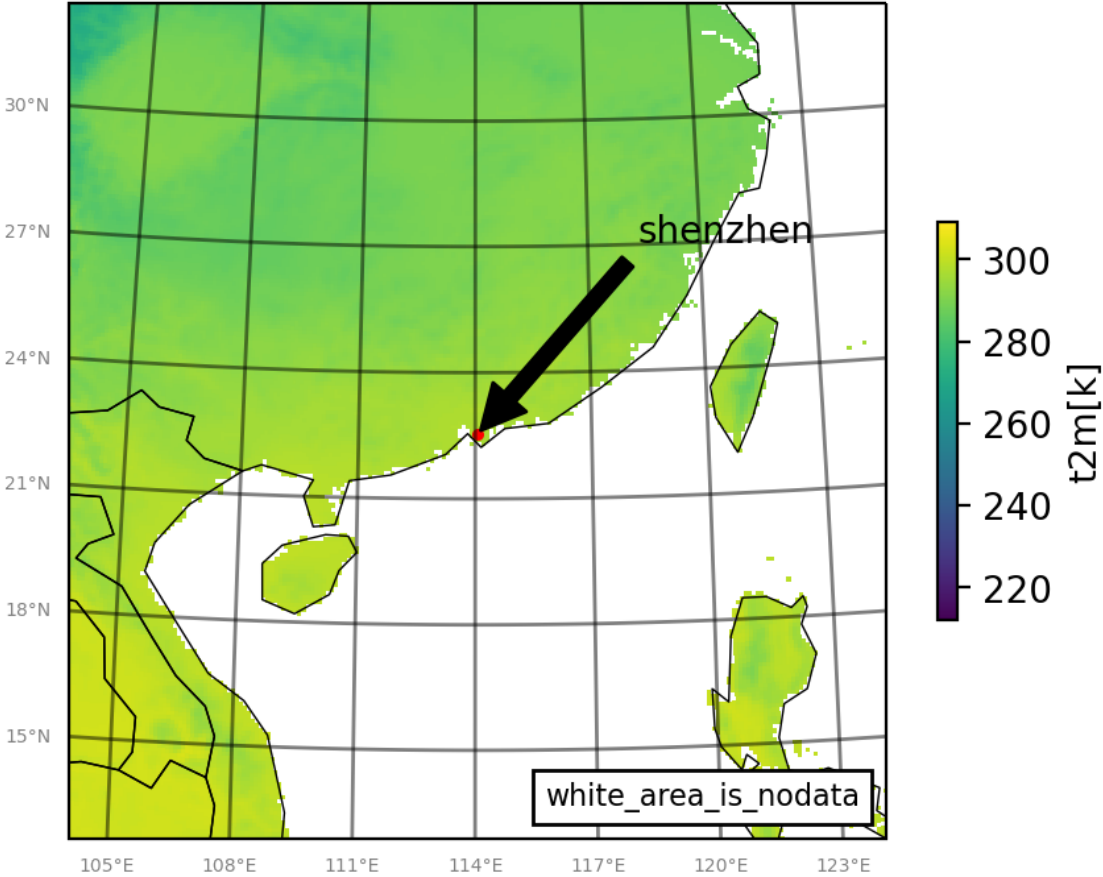 30°N
27°N
24°N
21°N
18°N
15°N
shenzhen
white_area_is_nodata
105°E 108°E 111°E 114°E 117°E 120°E 123°E
300
280
260
240
220
t2m[k]